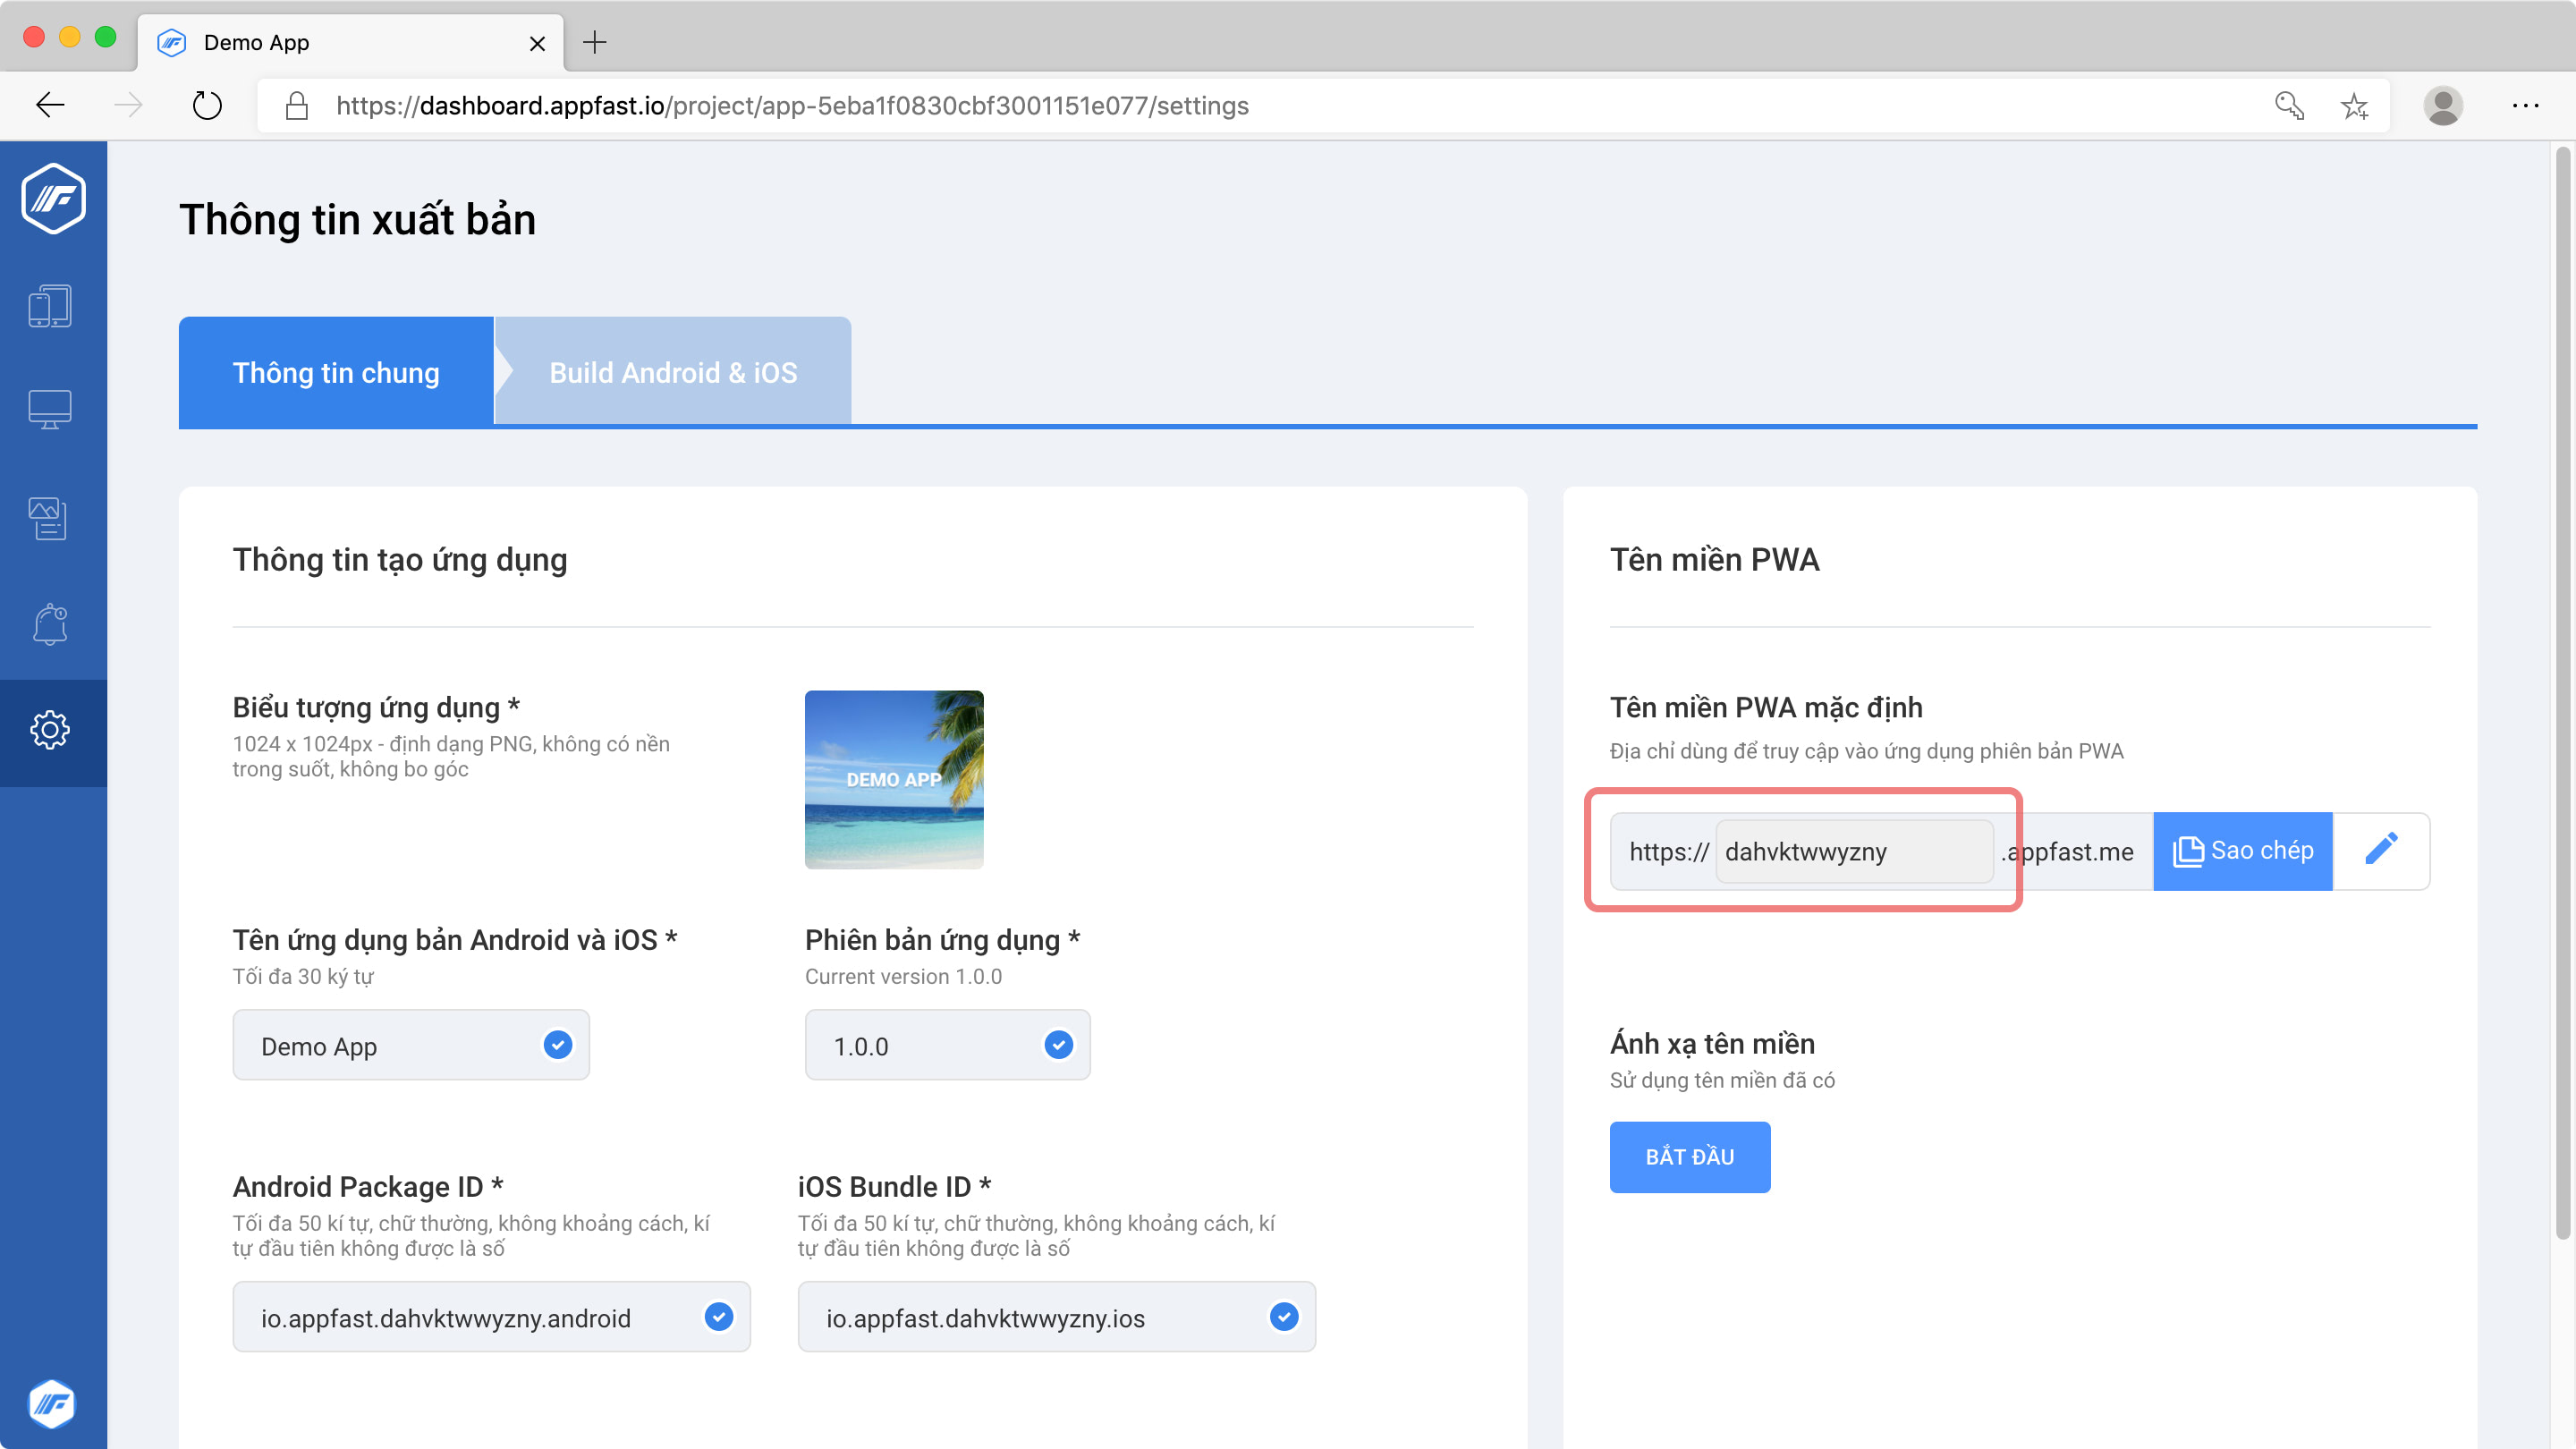 Demo App
https://dashboard.appfast.io/project/app-5eba1f0830cbf3001151e077/settings
Thông tin xuất bản
Thông tin chung
Build Android & iOS
Thông tin tạo ứng dụng
Biểu tượng ứng dụng *
1024 x 1024px - định dạng PNG, không có nền
trong suốt, không bo góc
DEMO APP
Tên ứng dụng bản Android và iOS *
Tối đa 30 ký tự
Demo App
Phiên bản ứng dụng *
Current version 1.0.0
1.0.0
Android Package ID *
Tối đa 50 kí tự, chữ thường, không khoảng cách, kí
tự đầu tiên không được là số
io.appfast.dahvktwwyzny.android
iOS Bundle ID *
Tối đa 50 kí tự, chữ thường, không khoảng cách, kí
tự đầu tiên không được là số
io.appfast.dahvktwwyzny.ios
Tên miền PWA
Tên miền PWA mặc định
Địa chỉ dùng để truy cập vào ứng dụng phiên bản PWA
https:// dahvktwwyzny .appfast.me Sao chép
Ánh xạ tên miền
Sử dụng tên miền đã có
BẮT ĐẦU